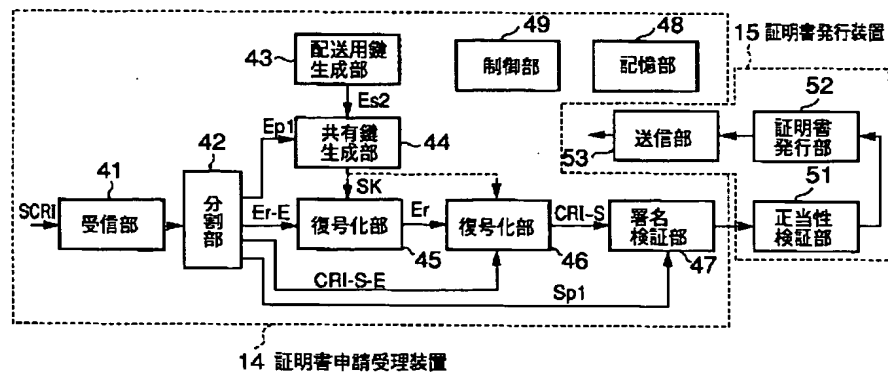 49
48
15 証明書発行装置
43
配送用鍵
生成部
制御部
記憶部
Es2
52
Ep1
共有鍵
生成部
44
送信部
53
証明書
発行部
42
41
SK
51
SCRI
受信部
分割部
Er-E
復号化部
Er
復号化部
CRI-S
署名
検証部
正当性
検証部
45
46
47
CRI-S-E
Sp1
14 証明書申請受理装置